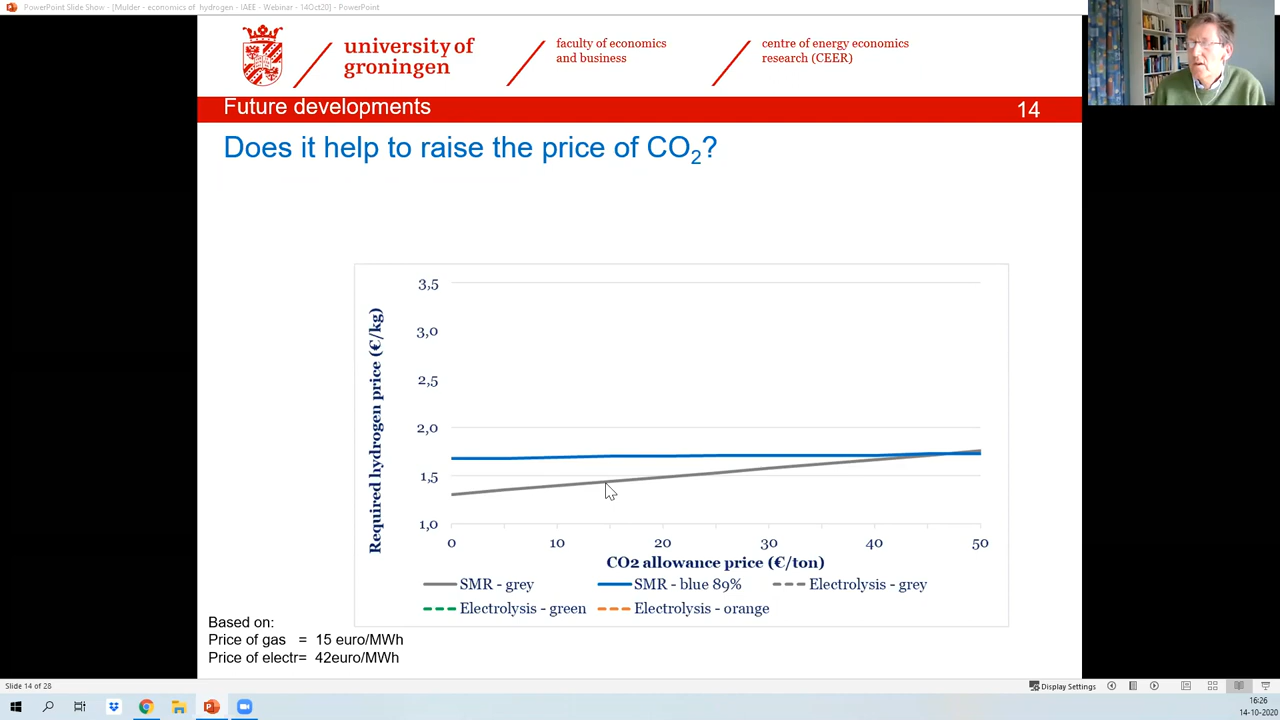 PowerPoint Slide Show - [Mulder - economics of hydrogen - IAEE - Webinar - 14Oct20] - PowerPoint
university of
groningen
faculty of economics
and business
centre of energy economics
research (CEER)
Future developments
14
Does it help to raise the price of CO2?
Required hydrogen price (€/kg)
3,5
3,0
2,5
2,0
1,5
1,0
0 10 20 30 40 50
CO2 allowance price (€/ton)
SMR - grey SMR - blue 89% Electrolysis - grey
Electrolysis - green Electrolysis - orange
Based on:
Price of gas = 15 euro/MWh
Price of electr= 42euro/MWh
Slide 14 of 28
Display Settings
16:26
14-10-2020